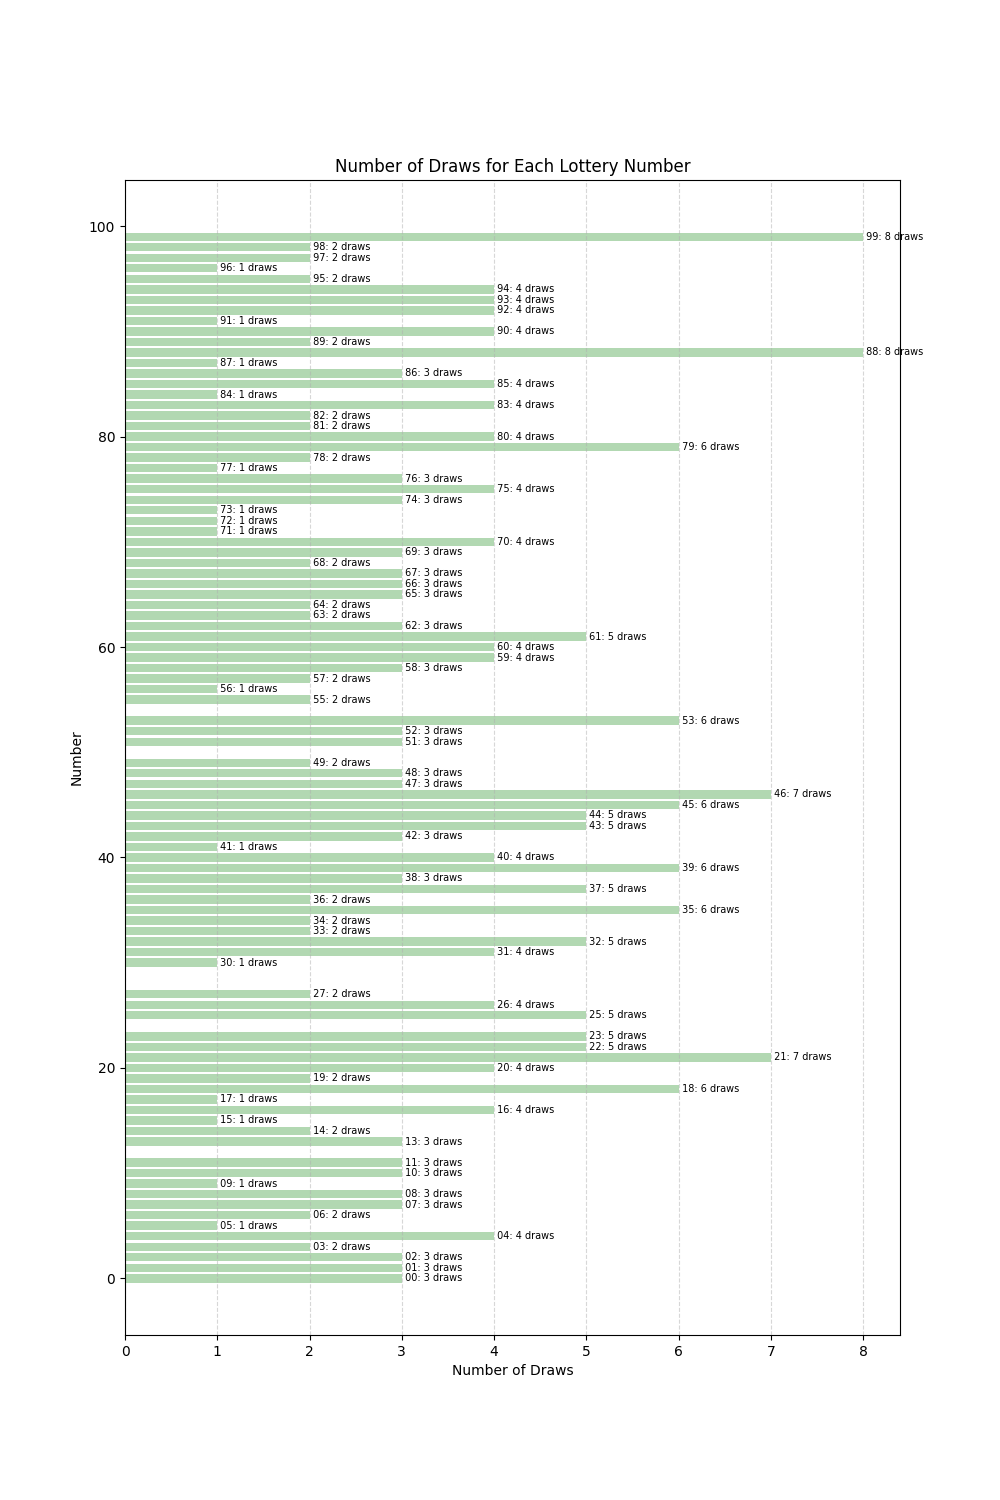 Number of Draws for Each Lottery Number
100
99: 8 draws
98: 2 draws
97: 2 draws
96: 1 draws
95: 2 draws
94: 4 draws
93: 4 draws
92: 4 draws
91: 1 draws
90: 4 draws
89: 2 draws
88: 8 draws
87: 1 draws
86: 3 draws
85: 4 draws
84: 1 draws
83: 4 draws
82: 2 draws
81: 2 draws
80
80: 4 draws
79: 6 draws
78: 2 draws
77: 1 draws
76: 3 draws
75: 4 draws
74: 3 draws
73: 1 draws
72: 1 draws
71: 1 draws
70: 4 draws
69: 3 draws
68: 2 draws
67: 3 draws
66: 3 draws
65: 3 draws
64: 2 draws
63: 2 draws
62: 3 draws
61: 5 draws
60
60: 4 draws
59: 4 draws
58: 3 draws
57: 2 draws
56: 1 draws
55: 2 draws
53: 6 draws
52: 3 draws
51: 3 draws
Number
49: 2 draws
48: 3 draws
47: 3 draws
46: 7 draws
45: 6 draws
44: 5 draws
43: 5 draws
42: 3 draws
41: 1 draws
40
40: 4 draws
39: 6 draws
38: 3 draws
37: 5 draws
36: 2 draws
35: 6 draws
34: 2 draws
33: 2 draws
32: 5 draws
31: 4 draws
30: 1 draws
27: 2 draws
26: 4 draws
25: 5 draws
23: 5 draws
22: 5 draws
21: 7 draws
20
20: 4 draws
19: 2 draws
18: 6 draws
17: 1 draws
16: 4 draws
15: 1 draws
14: 2 draws
13: 3 draws
11: 3 draws
10: 3 draws
09: 1 draws
08: 3 draws
07: 3 draws
06: 2 draws
05: 1 draws
04: 4 draws
03: 2 draws
02: 3 draws
01: 3 draws
0
00: 3 draws
0 1 2 3 4 5 6 7 8
Number of Draws